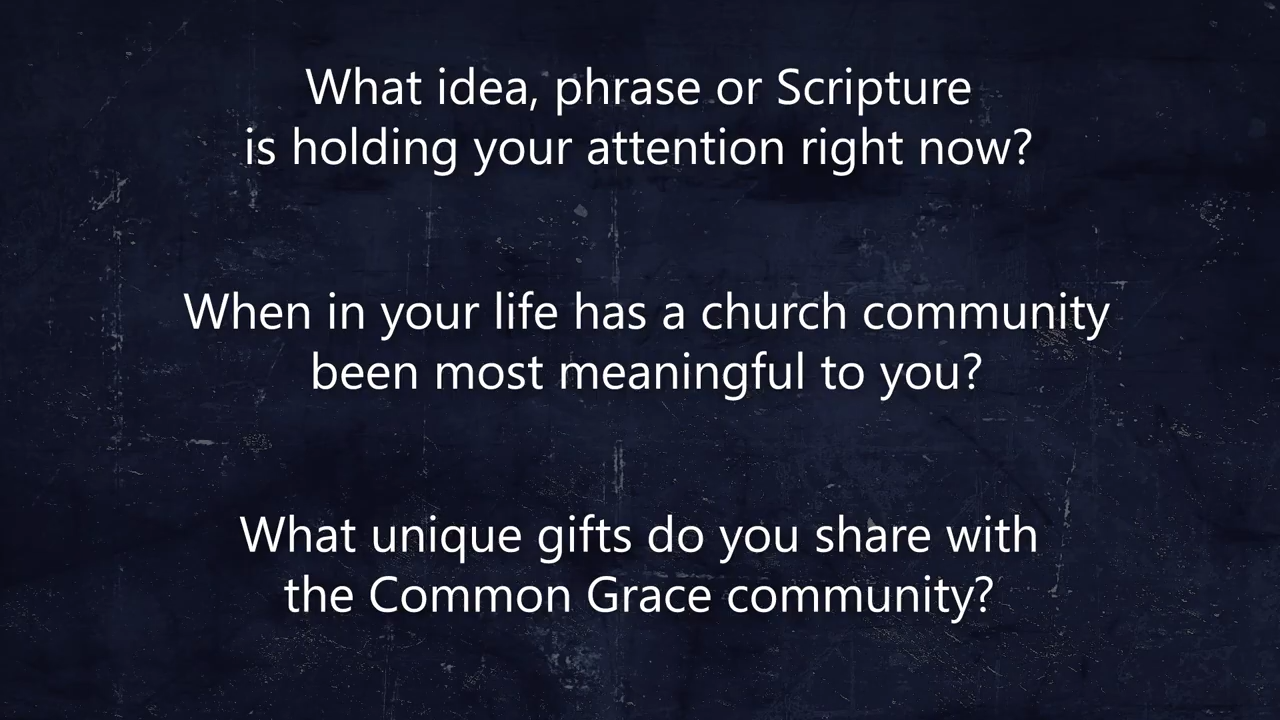 What idea, phrase or Scripture
is holding your attention right now?
When in your life has a church community
been most meaningful to you?
What unique gifts do you share with
the Common Grace community?